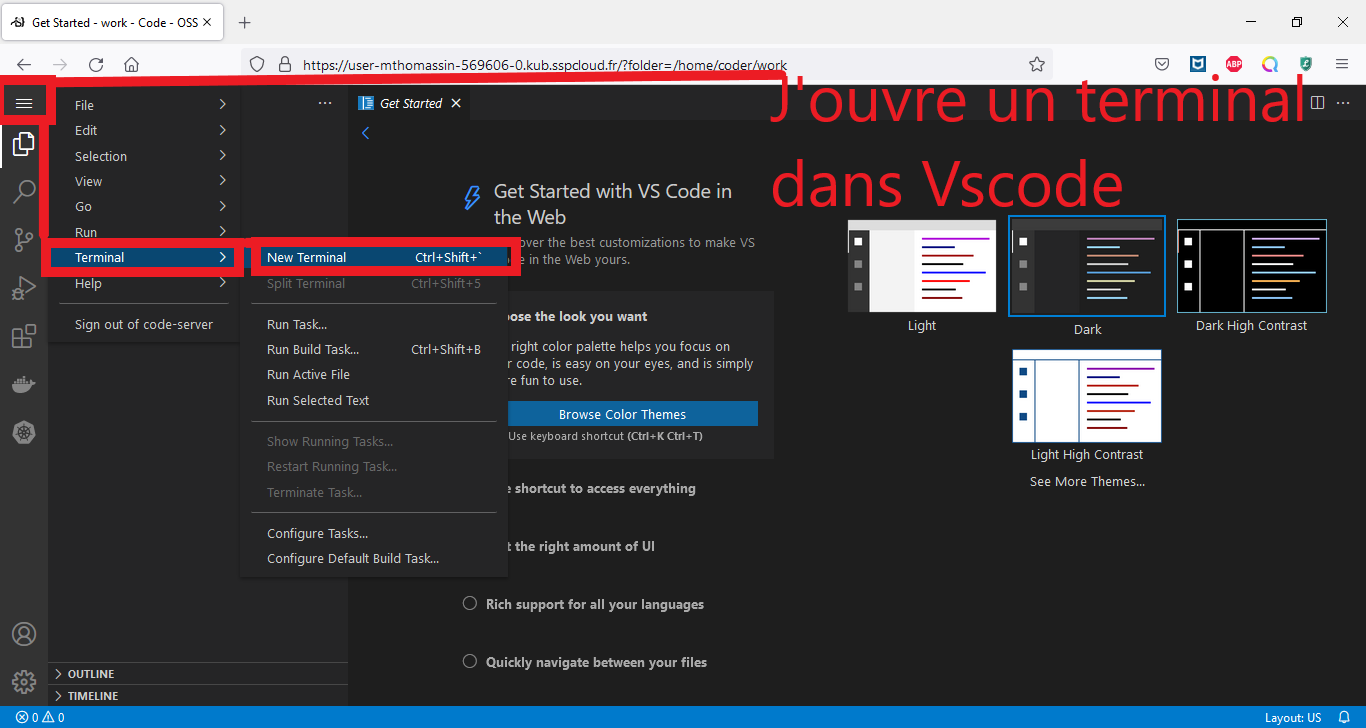 Get Started - work - Code - OSS
https://user-mthomassin-569606-0.kub.sspcloud.fr/?folder=/home/coder/work
ABP
J'ouvre un terminal
dans Vscode
File
Edit
Selection
View
Go
Run
Terminal
Help
Sign out of code-server
New Terminal Ctrl+Shift+`
Split Terminal Ctrl+Shift+5
Run Task...
Run Build Task... Ctrl+Shift+B
Run Active File
Run Selected Text
Show Running Tasks...
Restart Running Task...
Terminate Task...
Configure Tasks...
Configure Default Build Task...
Get Started
Get Started with VS Code in
the Web
over the best customizations to make VS
in the Web yours.
ose the look you want
right color palette helps you focus on
code, is easy on your eyes, and is simply
re fun to use.
Browse Color Themes
Use keyboard shortcut (Ctrl+K Ctrl+T)
e shortcut to access everything
t the right amount of UI
Rich support for all your languages
Quickly navigate between your files
Light
Dark
Dark High Contrast
Light High Contrast
See More Themes...
OUTLINE
TIMELINE
0 0
Layout: US